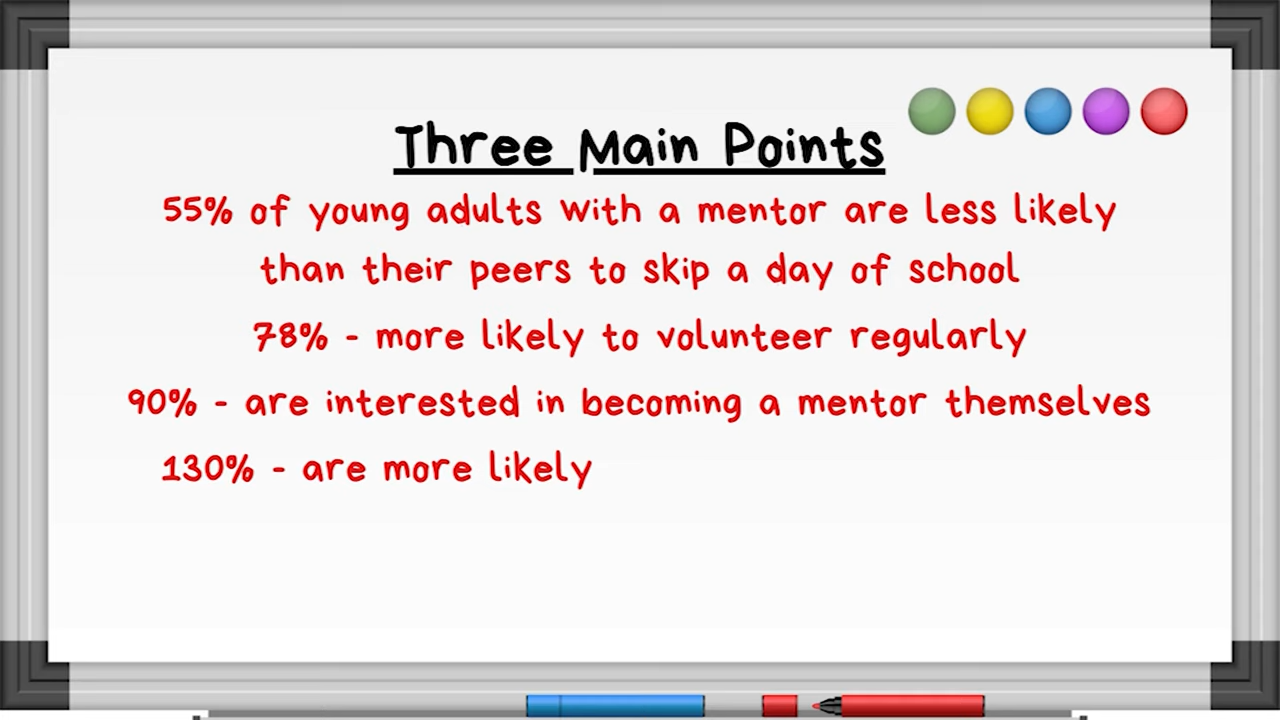 Three Main Points
55% of young adults with a mentor are less likely
than their peers to skip a day of school
78% - more likely to volunteer regularly
90% - are interested in becoming a mentor themselves
130% - are more likely